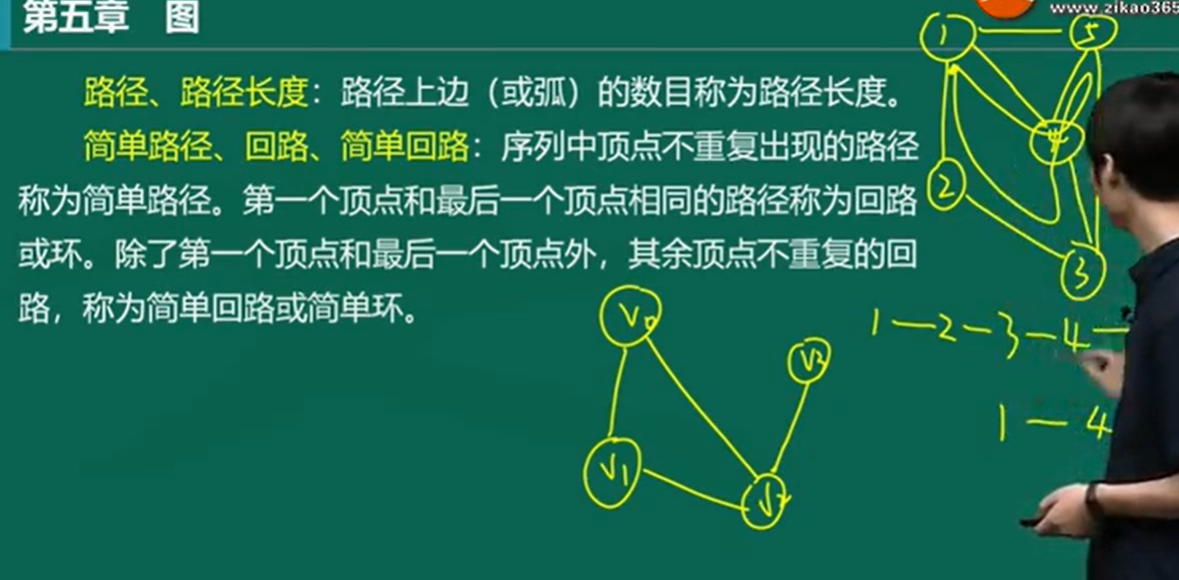 第五章 图
www.zikao365
路径、路径长度：路径上边（或弧）的数目称为路径长度。
简单路径、回路、简单回路：序列中顶点不重复出现的路径
称为简单路径。第一个顶点和最后一个顶点相同的路径称为回路
或环。除了第一个顶点和最后一个顶点外，其余顶点不重复的回
路，称为简单回路或简单环。
1
5
4
2
3
V0
V3
V1
V2
1—2—3—4—
1—4